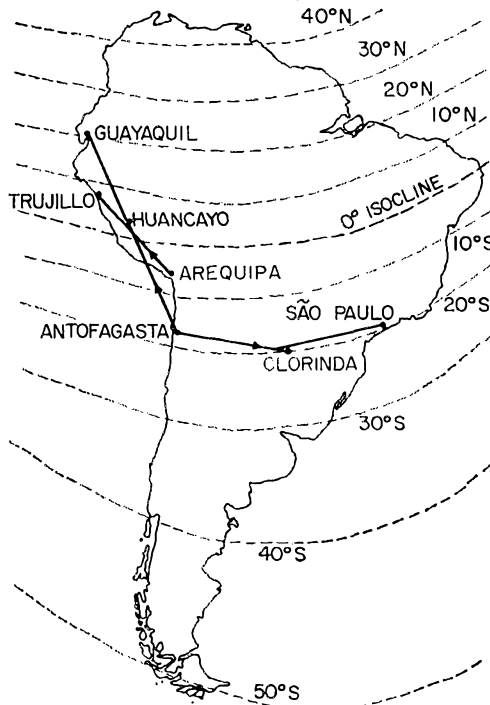 40°N
30°N
20°N
10°N
GUAYAQUIL
TRUJILLO
HUANCAYO
0° ISOCLINE
10°S
AREQUIPA
20°S
SÃO PAULO
ANTOFAGASTA
CLORINDA
30°S
40°S
50°S